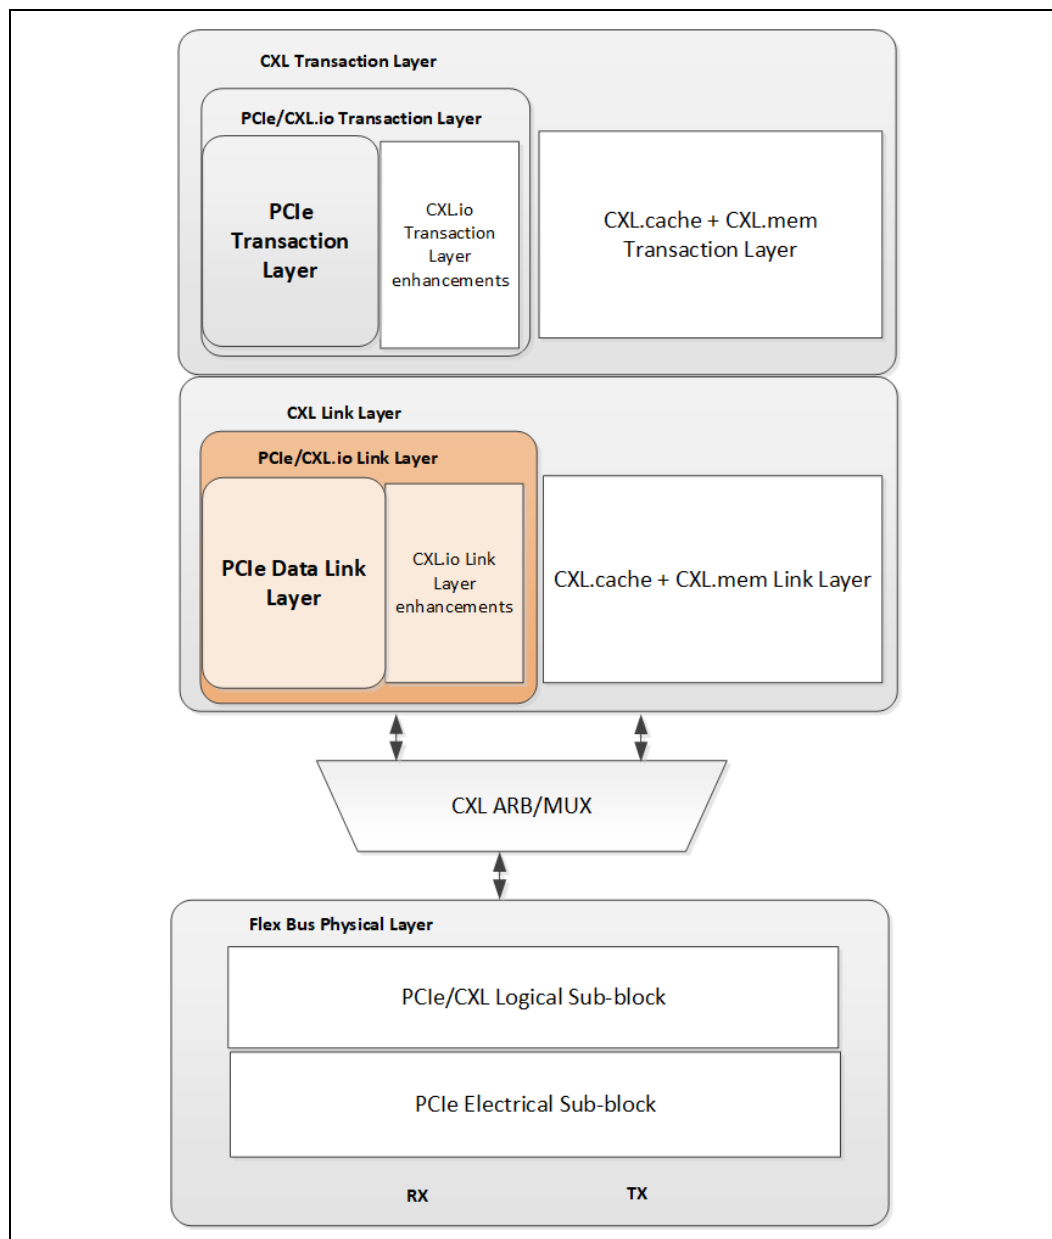 CXL Transaction Layer
PCIe/CXL.io Transaction Layer
PCIe
Transaction
Layer
CXL.io
Transaction
Layer
enhancements
CXL.cache + CXL.mem
Transaction Layer
CXL Link Layer
PCIe/CXL.io Link Layer
PCIe Data Link
Layer
CXL.io Link
Layer
enhancements
CXL.cache + CXL.mem Link Layer
CXL ARB/MUX
Flex Bus Physical Layer
PCIe/CXL Logical Sub-block
PCIe Electrical Sub-block
RX
TX